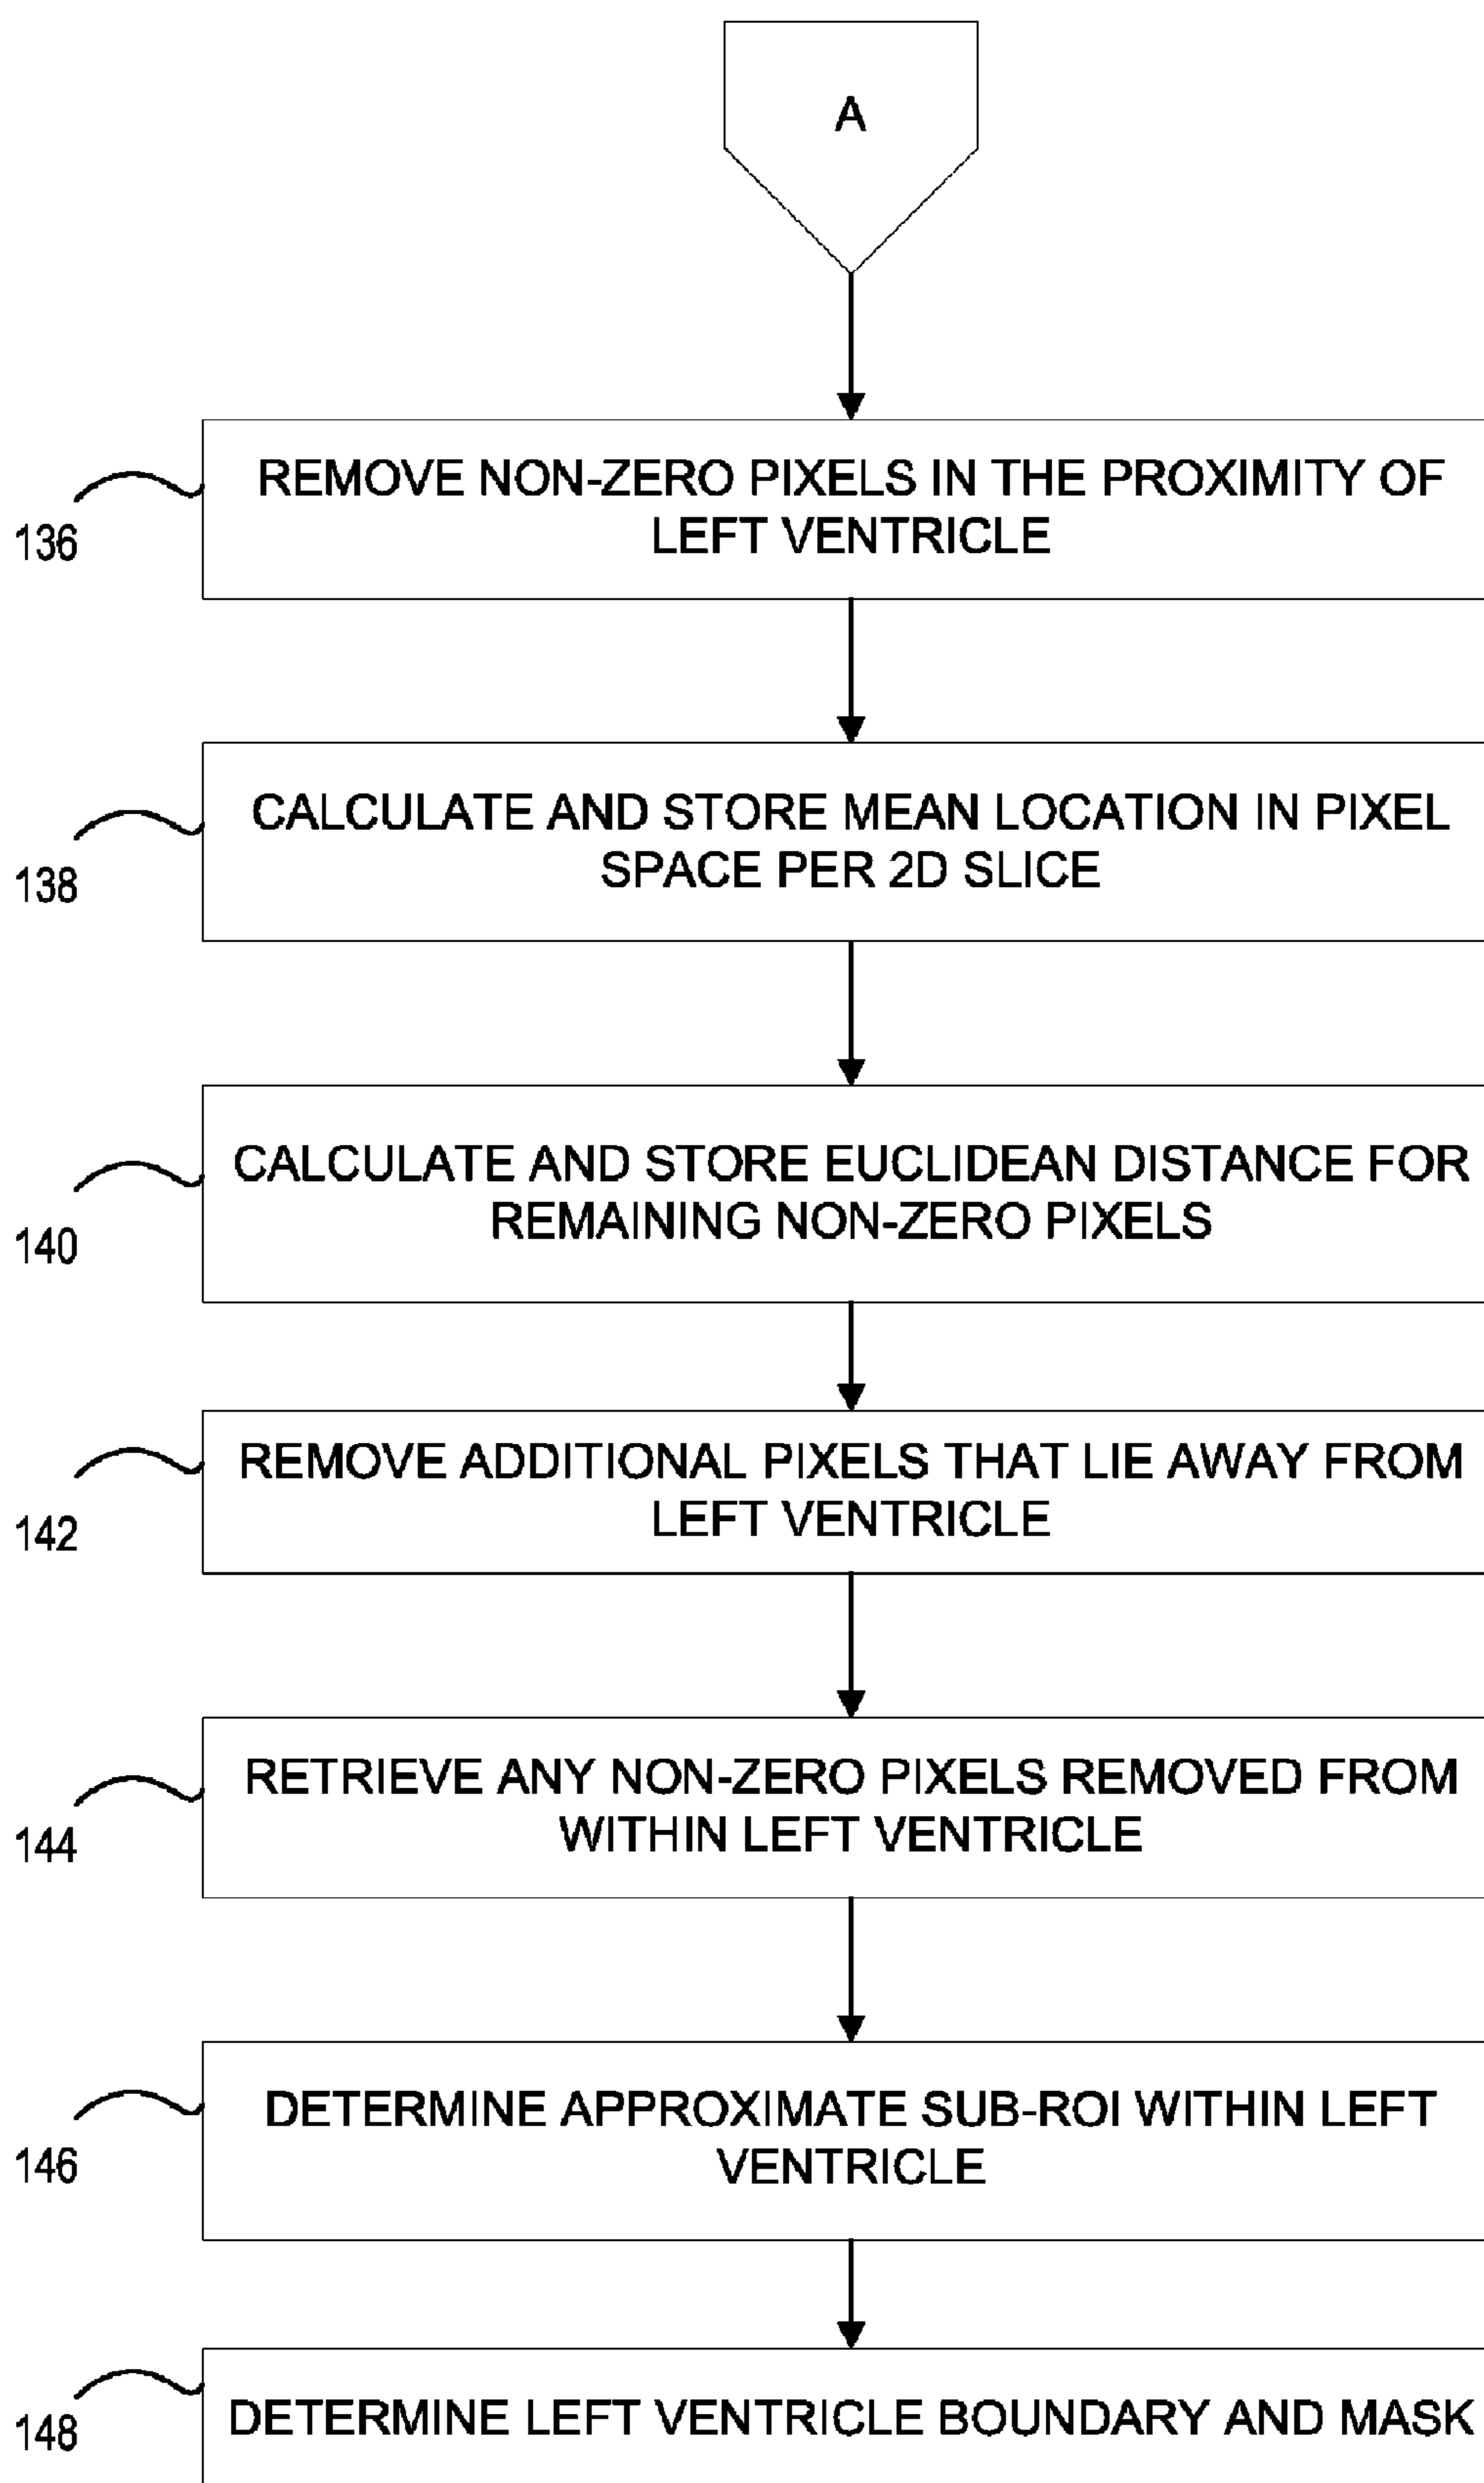 A
REMOVE NON-ZERO PIXELS IN THE PROXIMITY OF
LEFT VENTRICLE
136
CALCULATE AND STORE MEAN LOCATION IN PIXEL
SPACE PER 2D SLICE
138
CALCULATE AND STORE EUCLIDEAN DISTANCE FOR
REMAINING NON-ZERO PIXELS
140
REMOVE ADDITIONAL PIXELS THAT LIE AWAY FROM
LEFT VENTRICLE
142
RETRIEVE ANY NON-ZERO PIXELS REMOVED FROM
WITHIN LEFT VENTRICLE
144
DETERMINE APPROXIMATE SUB-ROI WITHIN LEFT
VENTRICLE
146
DETERMINE LEFT VENTRICLE BOUNDARY AND MASK
148